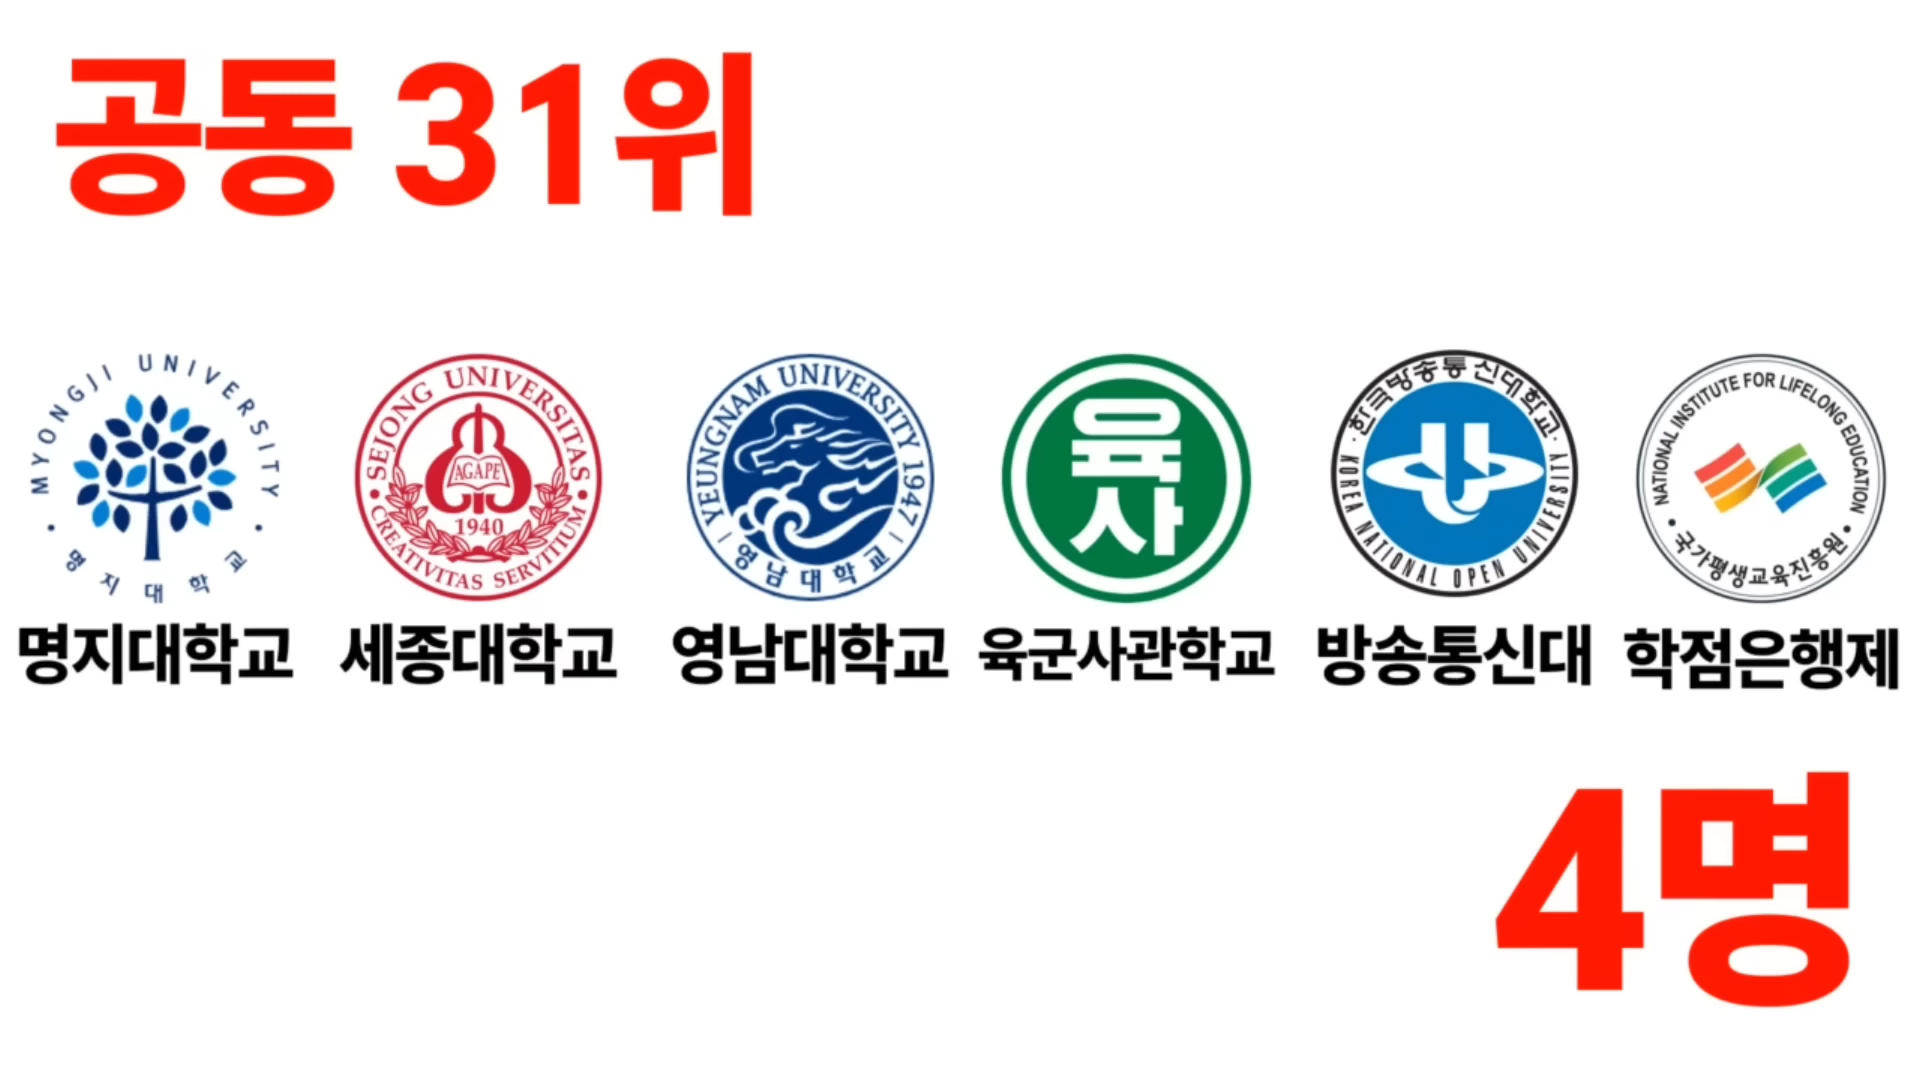 공동 31위
MYONGJI UNIVERSITY
명지대학교
SEJONG UNIVERSITAS
AGAPE
1940
CREATIVITAS SERVITIUM
YEUNGNAM UNIVERSITY 1947
영남대학교
육
사
한국방송통신대학교
KOREA NATIONAL OPEN UNIVERSITY
NATIONAL INSTITUTE FOR LIFELONG EDUCATION
국가평생교육진흥원
명지대학교 세종대학교 영남대학교 육군사관학교 방송통신대 학점은행제
4명